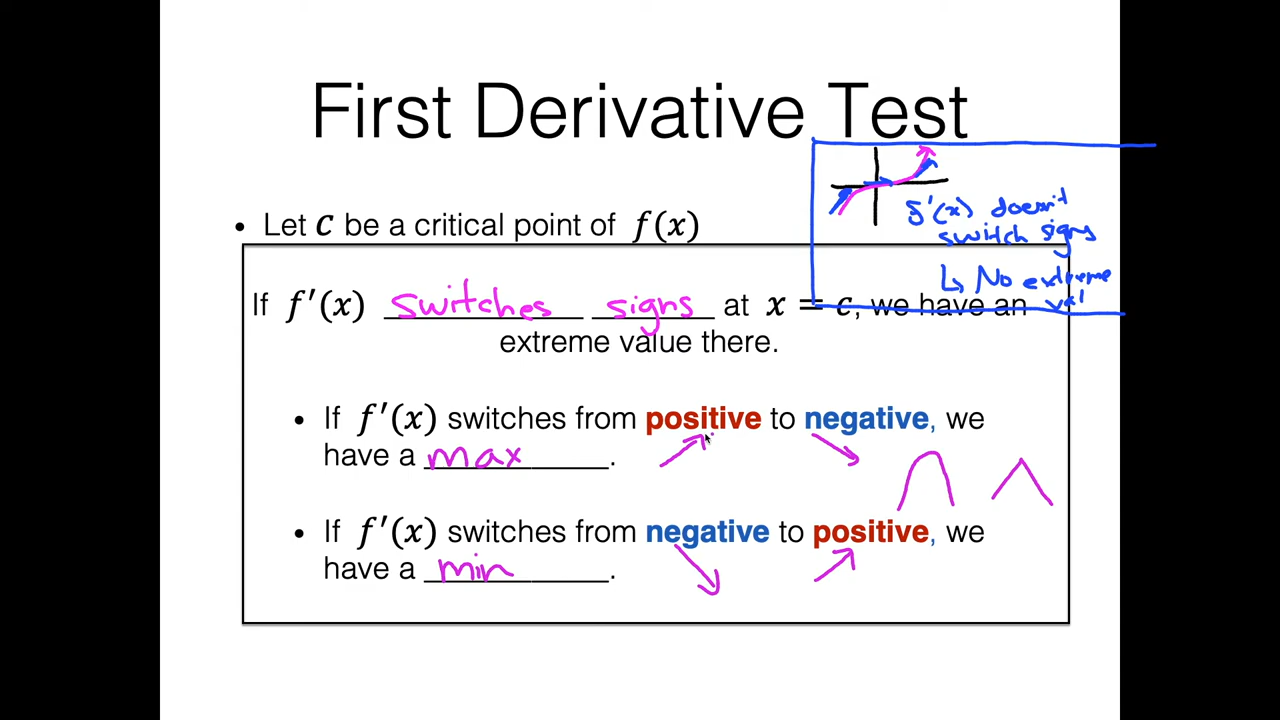 First Derivative Test
• Let c be a critical point of f(x)
f'(x) doesn't
switch signs
↳ No extreme
val
If f'(x) switches signs at x = c, we have an
extreme value there.
• If f'(x) switches from positive to negative, we
have a max.
• If f'(x) switches from negative to positive, we
have a min.